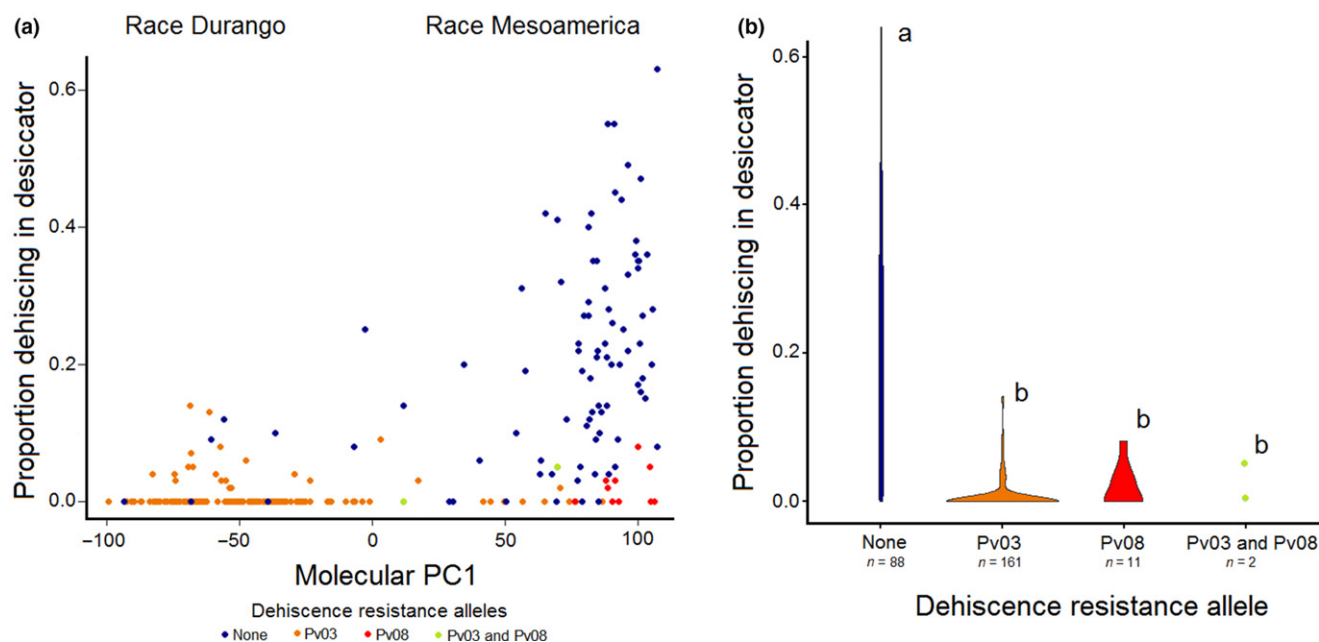 (a)
Race Durango
Race Mesoamerica
Proportion dehiscing in desiccator
0.6
0.4
0.2
0.0
−100
−50
0
50
100
Molecular PC1
Dehiscence resistance alleles
None
Pv03
Pv08
Pv03 and Pv08
(b)
Proportion dehiscing in desiccator
0.6
0.4
0.2
0.0
a
b
b
b
None
n = 88
Pv03
n = 161
Pv08
n = 11
Pv03 and Pv08
n = 2
Dehiscence resistance allele